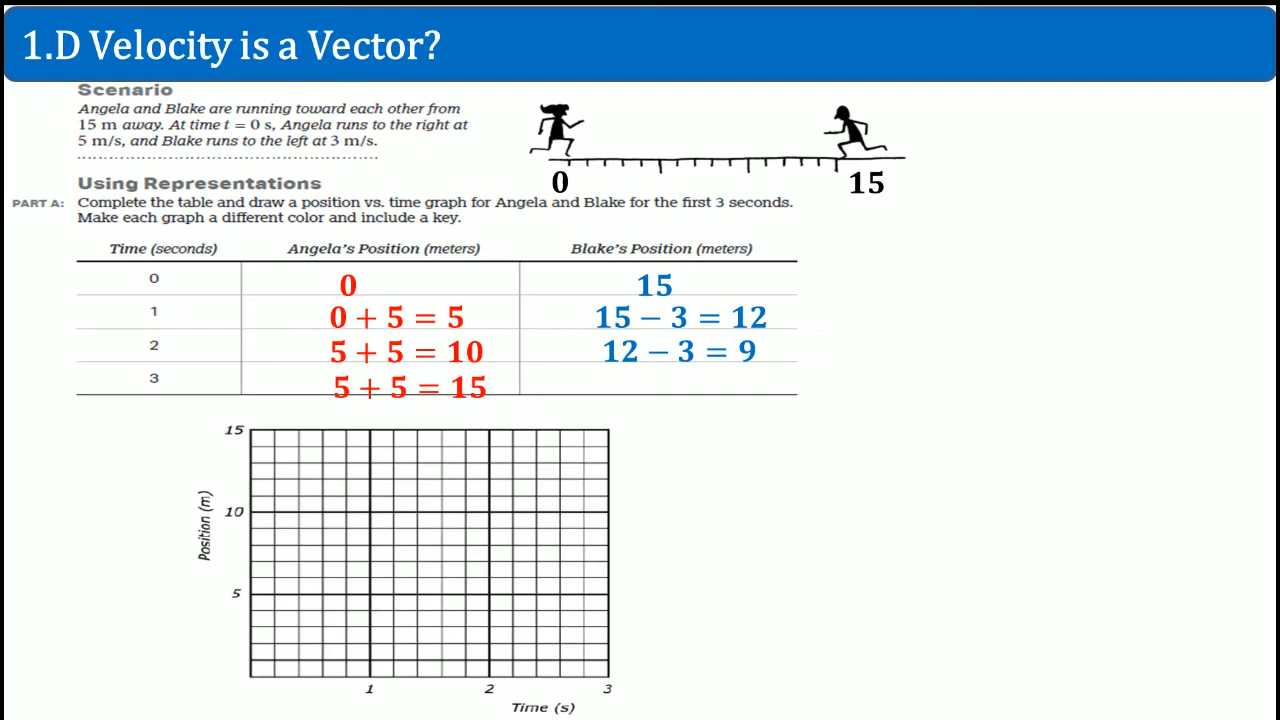 1.D Velocity is a Vector?
Scenario
Angela and Blake are running toward each other from
15 m away. At time t = 0 s, Angela runs to the right at
5 m/s, and Blake runs to the left at 3 m/s.
0 15
Using Representations
PART A: Complete the table and draw a position vs. time graph for Angela and Blake for the first 3 seconds.
Make each graph a different color and include a key.
Time (seconds) Angela's Position (meters) Blake's Position (meters)
0 0 15
1 0 + 5 = 5 15 − 3 = 12
2 5 + 5 = 10 12 − 3 = 9
3 5 + 5 = 15
15
10
5
Position (m)
1 2 3
Time (s)